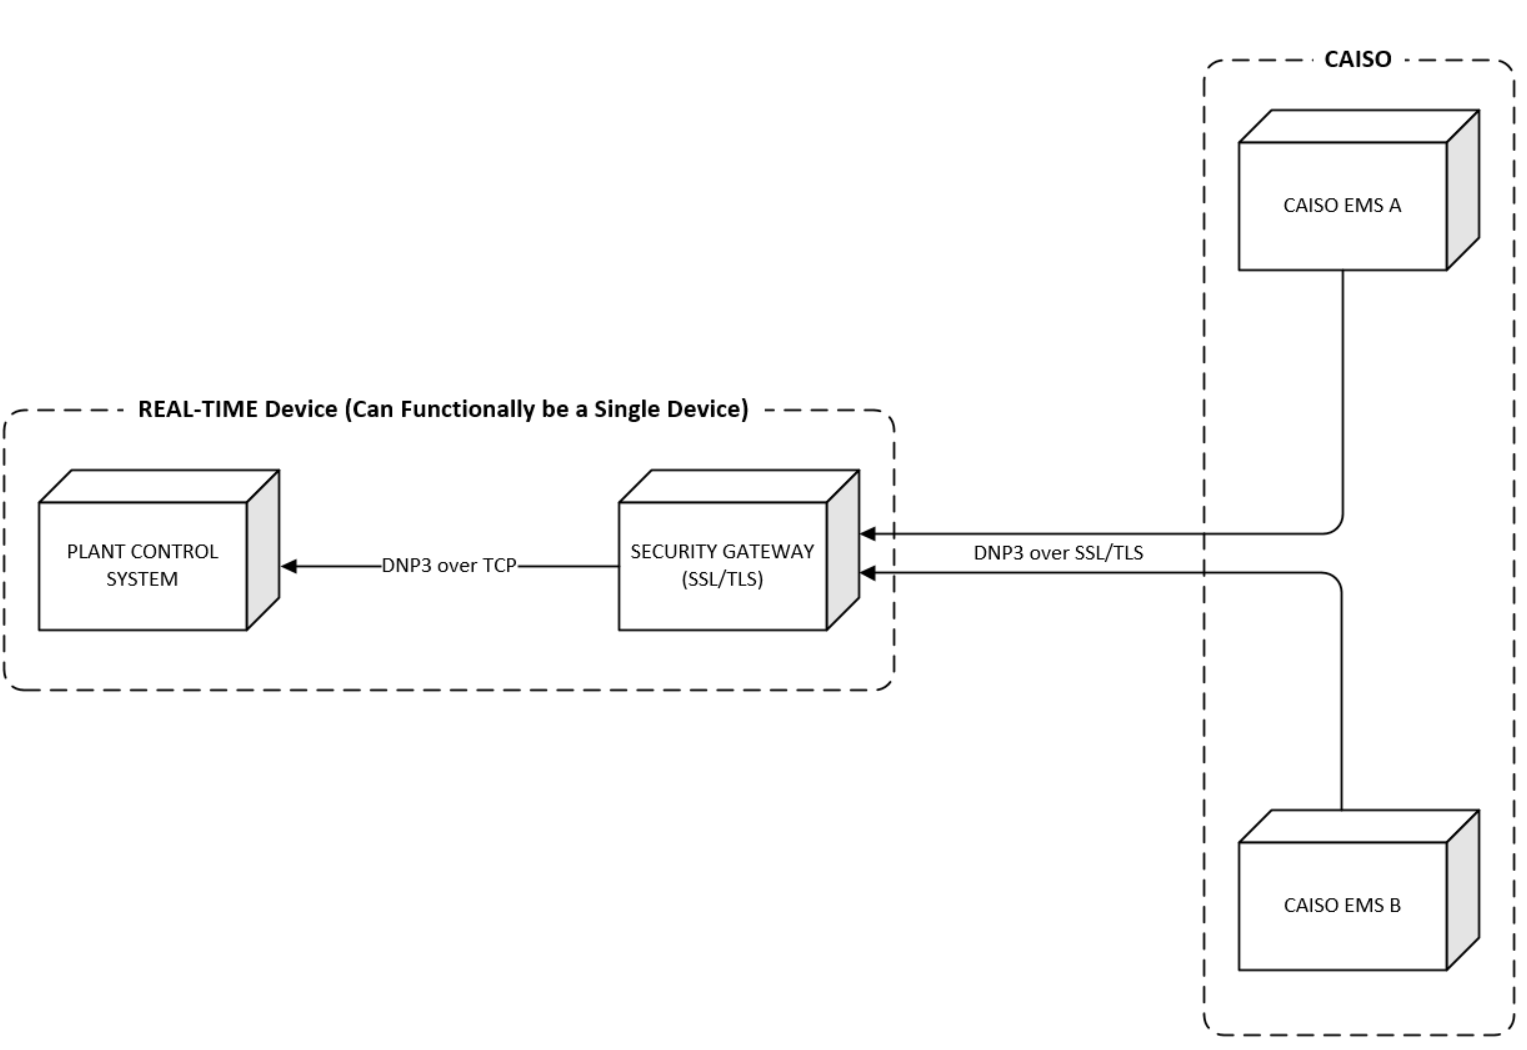 CAISO
CAISO EMS A
REAL-TIME Device (Can Functionally be a Single Device)
PLANT CONTROL
SYSTEM
DNP3 over TCP
SECURITY GATEWAY
(SSL/TLS)
DNP3 over SSL/TLS
CAISO EMS B